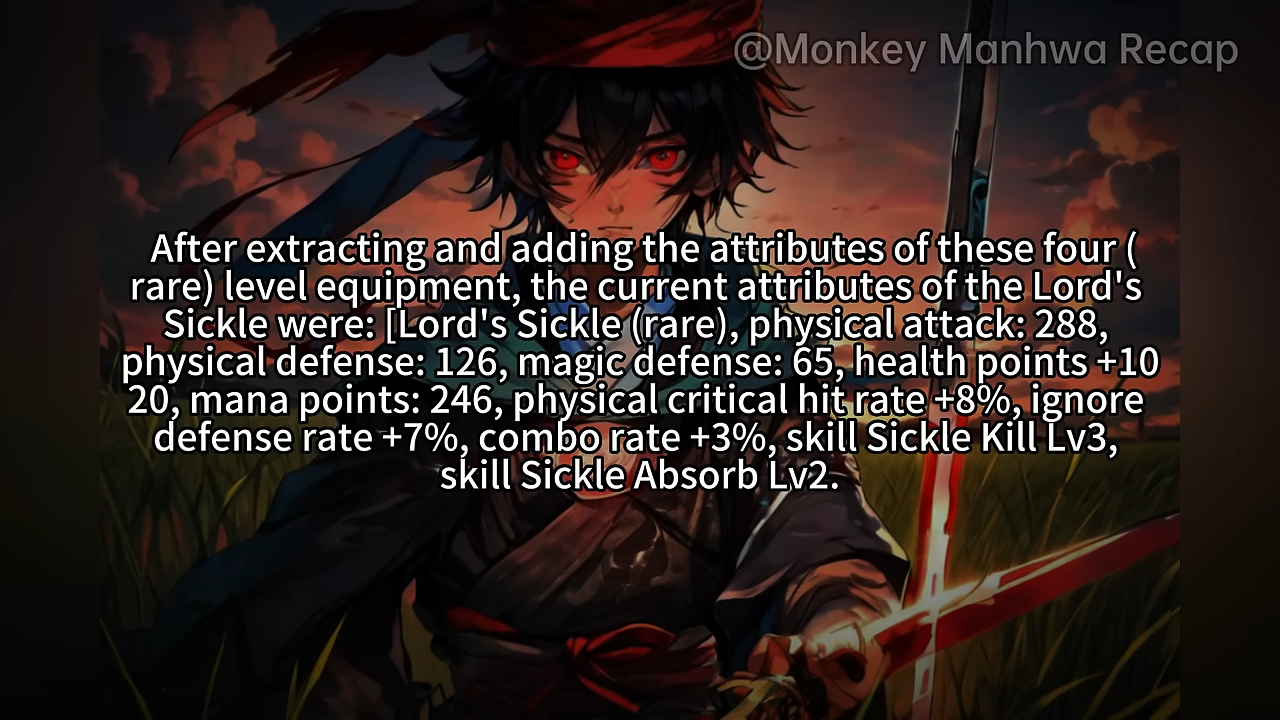 @Monkey Manhwa Recap
After extracting and adding the attributes of these four (
rare) level equipment, the current attributes of the Lord's
Sickle were: [Lord's Sickle (rare), physical attack: 288,
physical defense: 126, magic defense: 65, health points +10
20, mana points: 246, physical critical hit rate +8%, ignore
defense rate +7%, combo rate +3%, skill Sickle Kill Lv3,
skill Sickle Absorb Lv2.